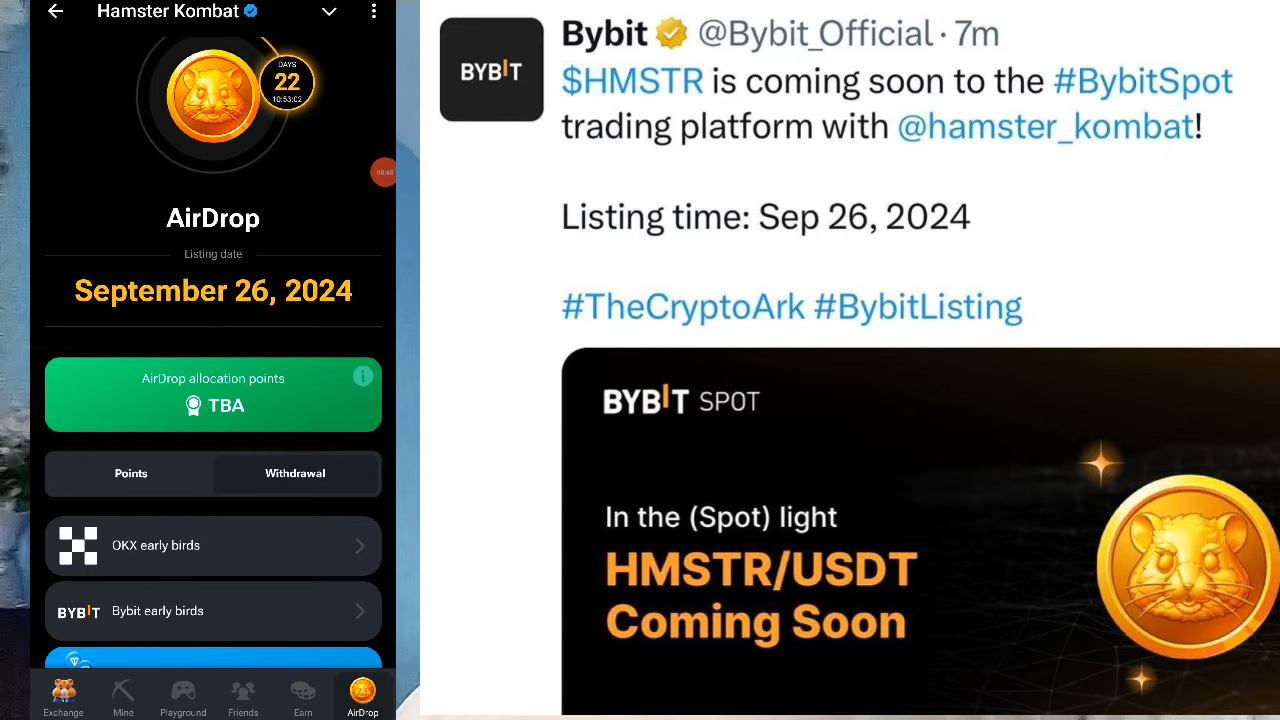 Hamster Kombat
DAYS
22
10:53:02
08:48
AirDrop
Listing date
September 26, 2024
AirDrop allocation points
TBA
Points
Withdrawal
OKX early birds
BYBIT
Bybit early birds
Exchange
Mine
Playground
Friends
Earn
AirDrop
BYBIT
Bybit @Bybit_Official · 7m
$HMSTR is coming soon to the #BybitSpot
trading platform with @hamster_kombat!
Listing time: Sep 26, 2024
#TheCryptoArk #BybitListing
BYBIT SPOT
In the (Spot) light
HMSTR/USDT
Coming Soon